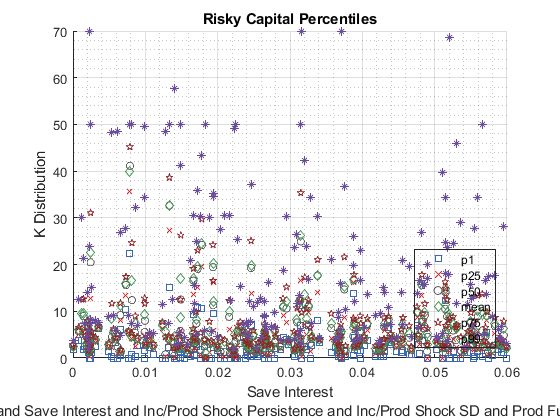 Risky Capital Percentiles
70
60
50
40
30
20
10
0
K Distribution
p1
p25
p50
mean
p75
p99
0 0.01 0.02 0.03 0.04 0.05 0.06
Save Interest
and Save Interest and Inc/Prod Shock Persistence and Inc/Prod Shock SD and Prod Fu